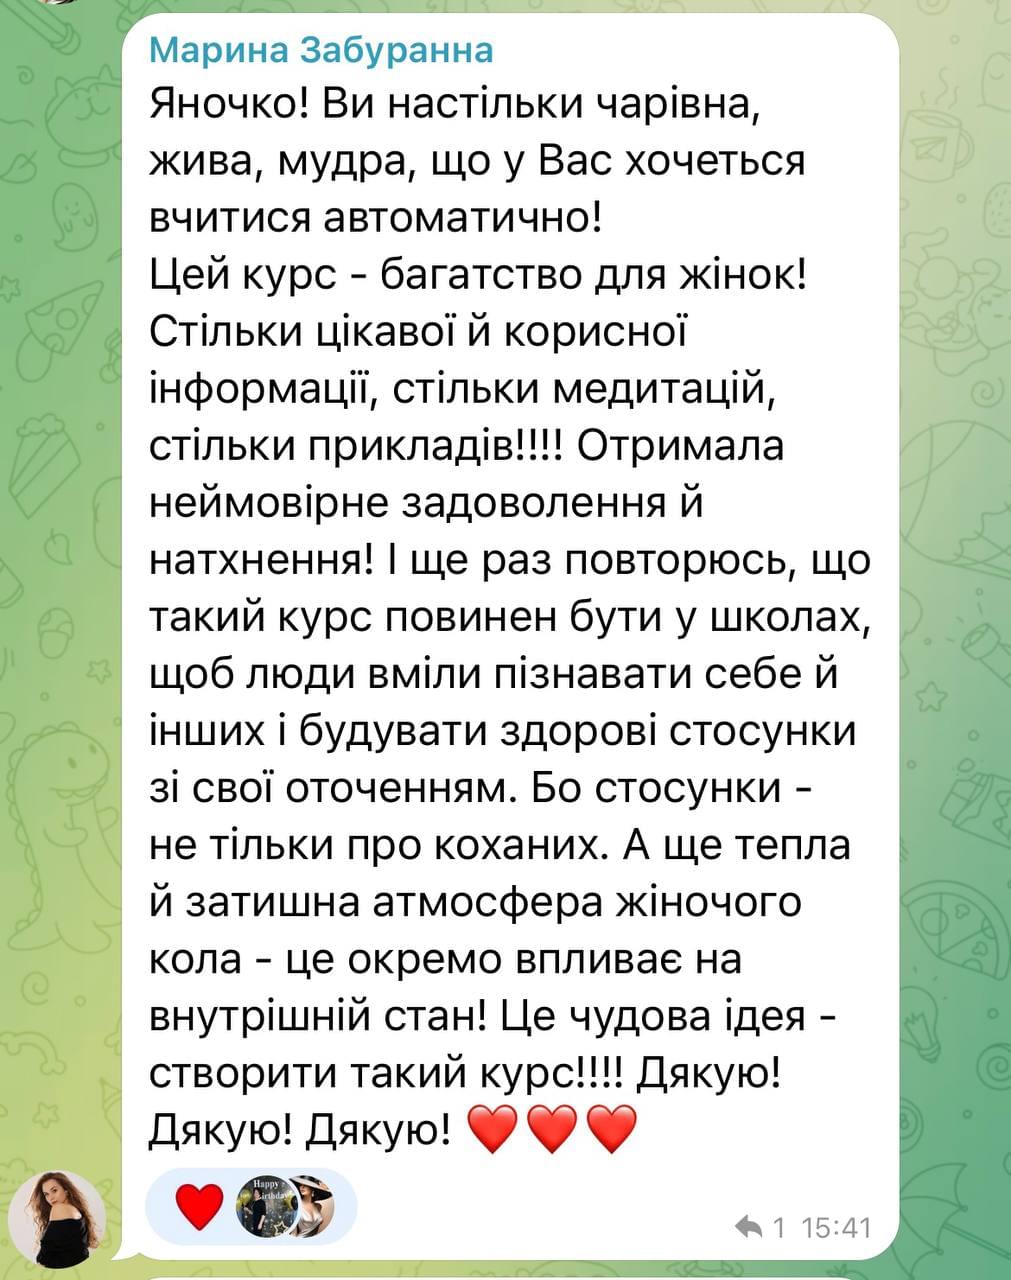 Марина Забуранна
Яночко! Ви настільки чарівна,
жива, мудра, що у Вас хочеться
вчитися автоматично!
Цей курс - багатство для жінок!
Стільки цікавої й корисної
інформації, стільки медитацій,
стільки прикладів!!!! Отримала
неймовірне задоволення й
натхнення! І ще раз повторюсь, що
такий курс повинен бути у школах,
щоб люди вміли пізнавати себе й
інших і будувати здорові стосунки
зі свої оточенням. Бо стосунки -
не тільки про коханих. А ще тепла
й затишна атмосфера жіночого
кола - це окремо впливає на
внутрішній стан! Це чудова ідея -
створити такий курс!!!! Дякую!
Дякую! Дякую! ❤️❤️❤️
Happy
Birthday
1 15:41